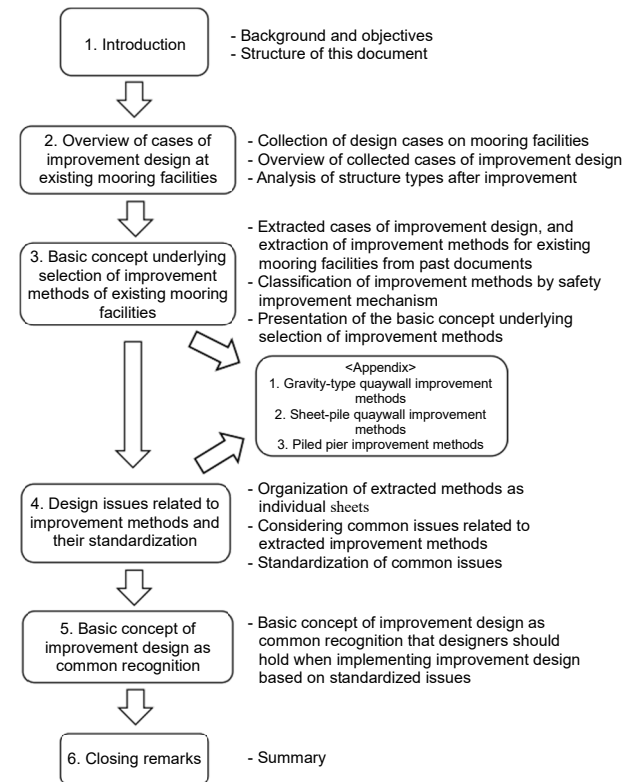 1. Introduction
- Background and objectives
- Structure of this document
2. Overview of cases of
improvement design at
existing mooring facilities
- Collection of design cases on mooring facilities
- Overview of collected cases of improvement design
- Analysis of structure types after improvement
3. Basic concept underlying
selection of improvement
methods of existing mooring
facilities
- Extracted cases of improvement design, and
extraction of improvement methods for existing
mooring facilities from past documents
- Classification of improvement methods by safety
improvement mechanism
- Presentation of the basic concept underlying
selection of improvement methods
<Appendix>
1. Gravity-type quaywall improvement
methods
2. Sheet-pile quaywall improvement
methods
3. Piled pier improvement methods
4. Design issues related to
improvement methods and
their standardization
- Organization of extracted methods as
individual sheets
- Considering common issues related to
extracted improvement methods
- Standardization of common issues
5. Basic concept of
improvement design as
common recognition
- Basic concept of improvement design as
common recognition that designers should
hold when implementing improvement design
based on standardized issues
6. Closing remarks
- Summary